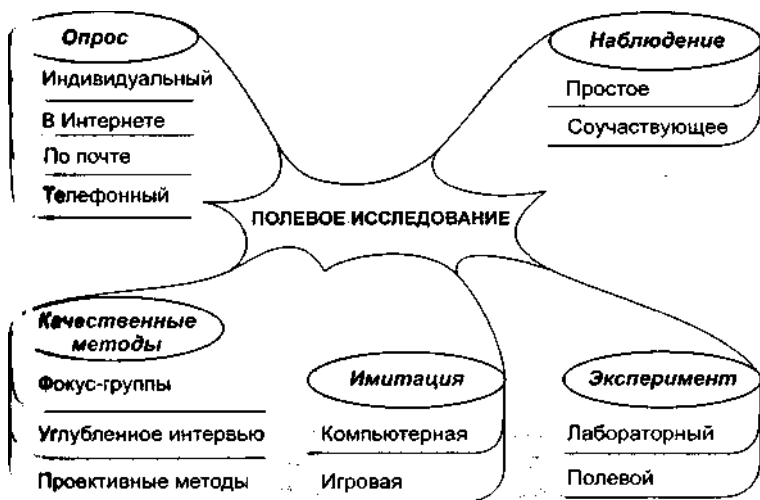 Опрос
Индивидуальный
В Интернете
По почте
Телефонный
Наблюдение
Простое
Соучаствующее
ПОЛЕВОЕ ИССЛЕДОВАНИЕ
Качественные
методы
Фокус-группы
Углубленное интервью
Проективные методы
Имитация
Компьютерная
Игровая
Эксперимент
Лабораторный
Полевой